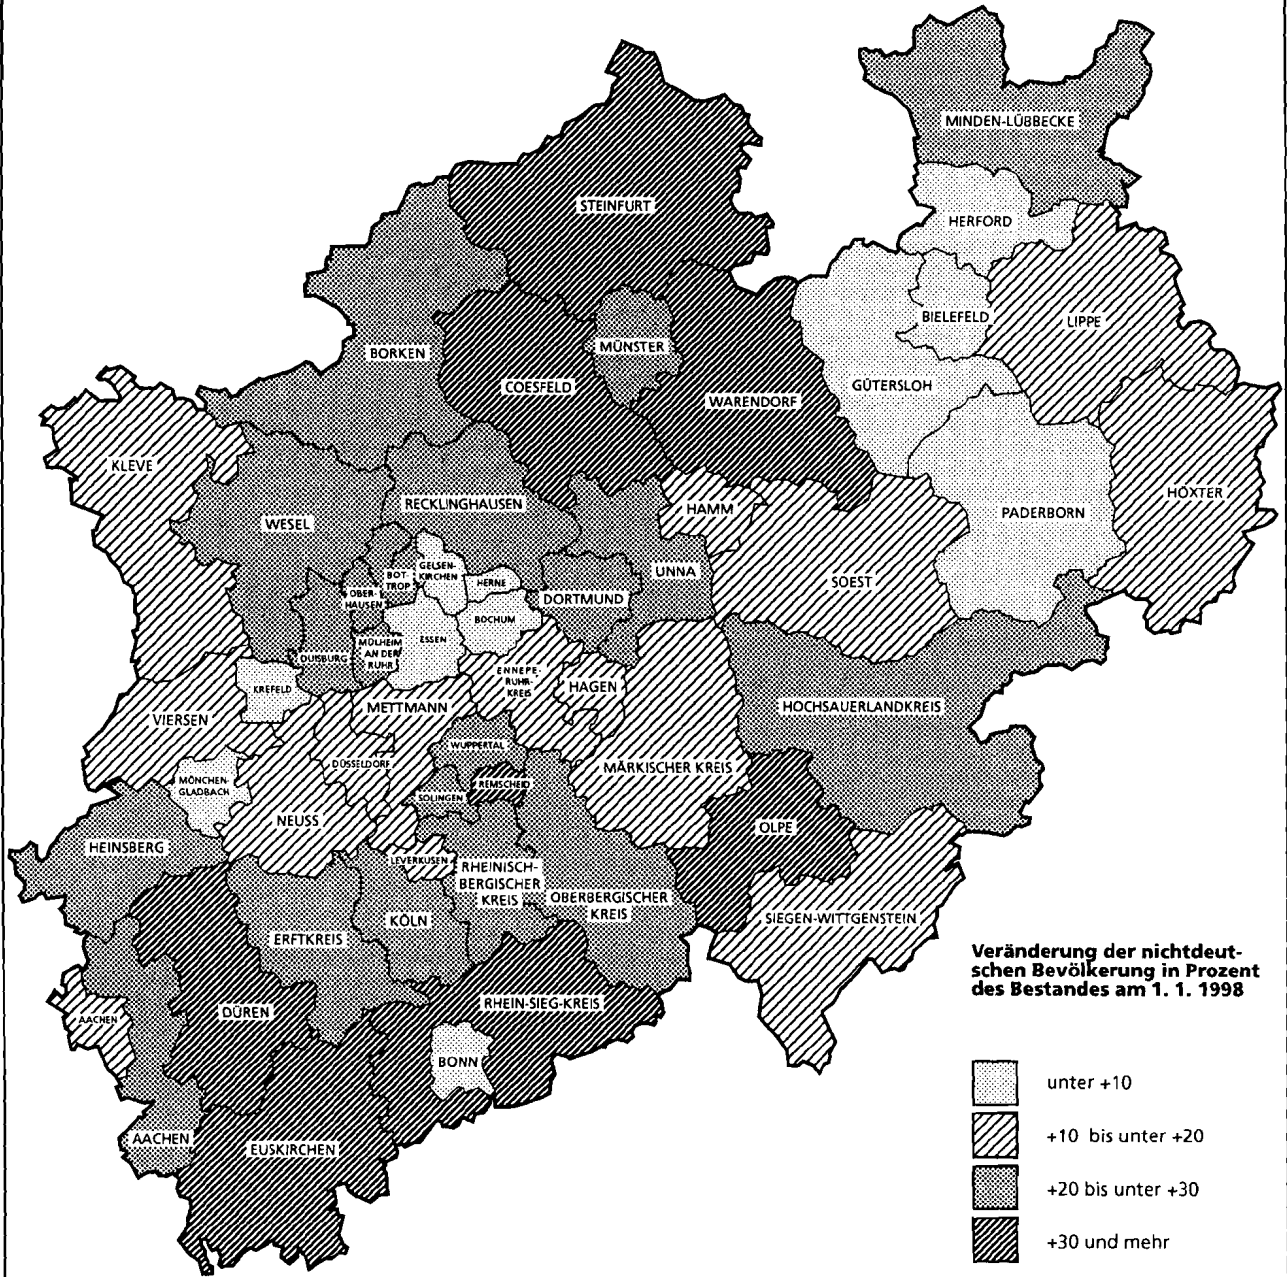 MINDEN-LÜBBECKE
STEINFURT
HERFORD
BIELEFELD
LIPPE
MÜNSTER
BORKEN
COESFELD
GÜTERSLOH
WARENDORF
KLEVE
HÖXTER
RECKLINGHAUSEN
HAMM
PADERBORN
WESEL
GELSEN-
KIRCHEN
BOT-
TROP
HERNE
UNNA
SOEST
OBER-
HAUSEN
DORTMUND
BOCHUM
ESSEN
MÜLHEIM
AN DER
RUHR
DUISBURG
ENNEPE-
RUHR-
KREIS
HAGEN
KREFELD
METTMANN
HOCHSAUERLANDKREIS
VIERSEN
WUPPERTAL
DÜSSELDORF
MÄRKISCHER KREIS
MÖNCHEN-
GLADBACH
REMSCHEID
SOLINGEN
NEUSS
OLPE
HEINSBERG
LEVERKUSEN
RHEINISCH-
BERGISCHER
KREIS
OBERBERGISCHER
KREIS
KÖLN
SIEGEN-WITTGENSTEIN
ERFTKREIS
RHEIN-SIEG-KREIS
DÜREN
AACHEN
BONN
AACHEN
EUSKIRCHEN
Veränderung der nichtdeut-
schen Bevölkerung in Prozent
des Bestandes am 1. 1. 1998
unter +10
+10 bis unter +20
+20 bis unter +30
+30 und mehr